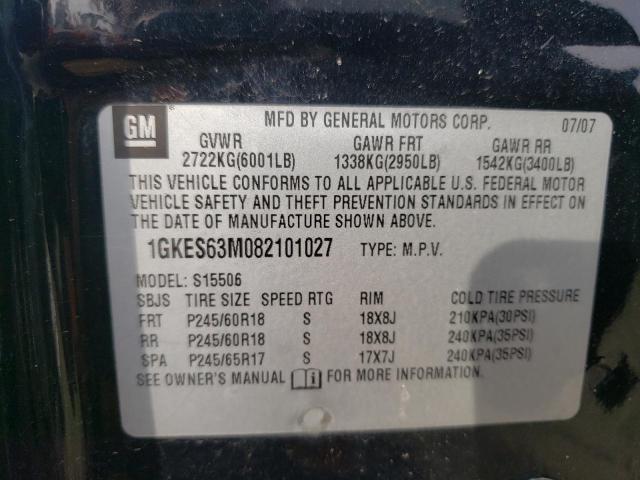 GM
MFD BY GENERAL MOTORS CORP. 07/07
GVWR GAWR FRT GAWR RR
2722KG(6001LB) 1338KG(2950LB) 1542KG(3400LB)
THIS VEHICLE CONFORMS TO ALL APPLICABLE U.S. FEDERAL MOTOR
VEHICLE SAFETY AND THEFT PREVENTION STANDARDS IN EFFECT ON
THE DATE OF MANUFACTURE SHOWN ABOVE.
1GKES63M082101027 TYPE: M.P.V.
MODEL: S15506
SBJS TIRE SIZE SPEED RTG RIM COLD TIRE PRESSURE
FRT P245/60R18 S 18X8J 210KPA(30PSI)
RR P245/60R18 S 18X8J 240KPA(35PSI)
SPA P245/65R17 S 17X7J 240KPA(35PSI)
SEE OWNER'S MANUAL i FOR MORE INFORMATION.